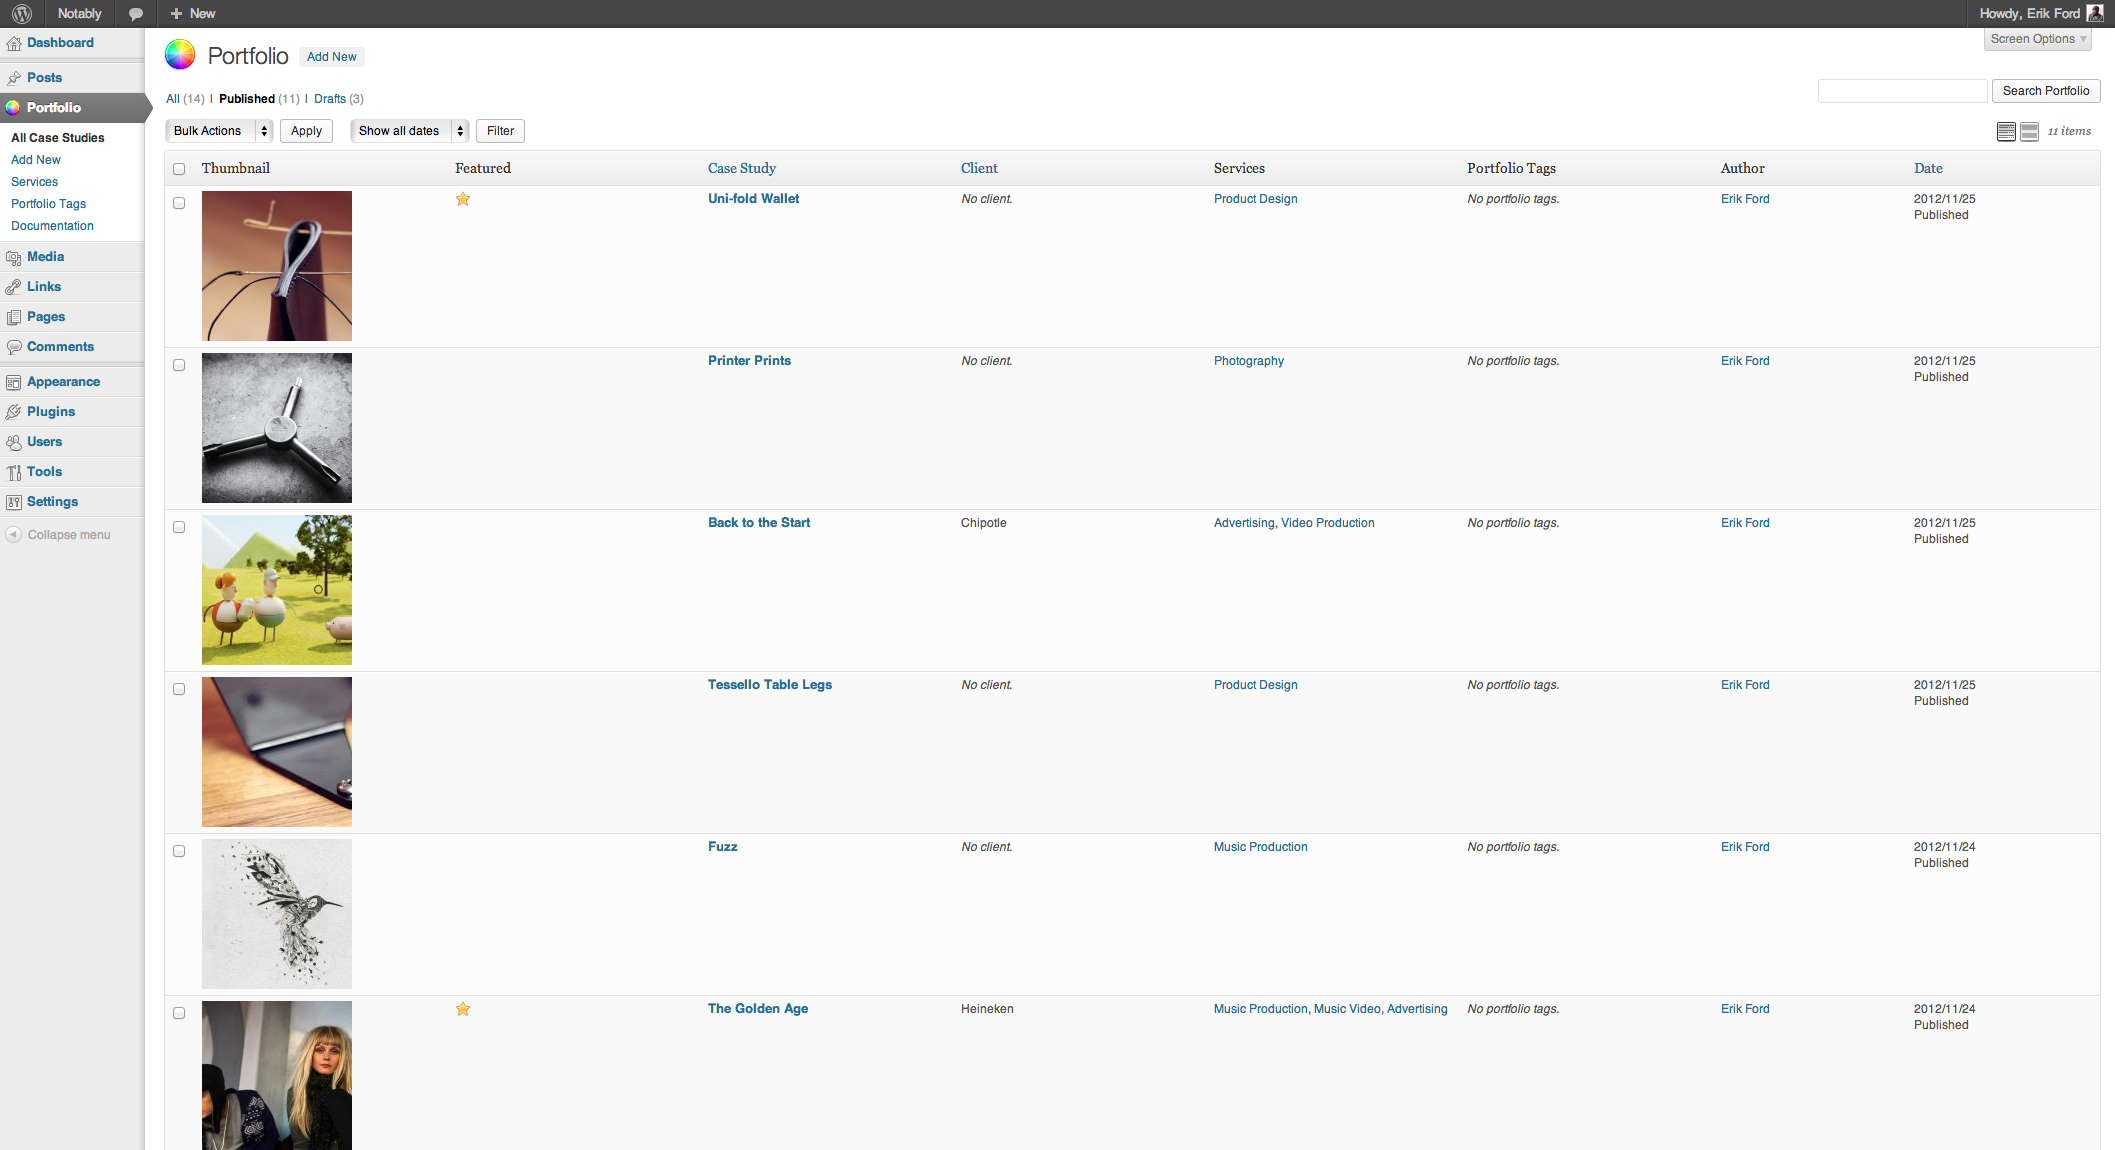 Notably
New
Howdy, Erik Ford
Dashboard
Posts
Portfolio
All Case Studies
Add New
Services
Portfolio Tags
Documentation
Media
Links
Pages
Comments
Appearance
Plugins
Users
Tools
Settings
Collapse menu
Screen Options
Portfolio Add New
All (14) | Published (11) | Drafts (3)
Search Portfolio
Bulk Actions Apply Show all dates Filter 11 items
Thumbnail Featured Case Study Client Services Portfolio Tags Author Date
Uni-fold Wallet No client. Product Design No portfolio tags. Erik Ford 2012/11/25
Published
Printer Prints No client. Photography No portfolio tags. Erik Ford 2012/11/25
Published
Back to the Start Chipotle Advertising, Video Production No portfolio tags. Erik Ford 2012/11/25
Published
Tessello Table Legs No client. Product Design No portfolio tags. Erik Ford 2012/11/25
Published
Fuzz No client. Music Production No portfolio tags. Erik Ford 2012/11/24
Published
The Golden Age Heineken Music Production, Music Video, Advertising No portfolio tags. Erik Ford 2012/11/24
Published